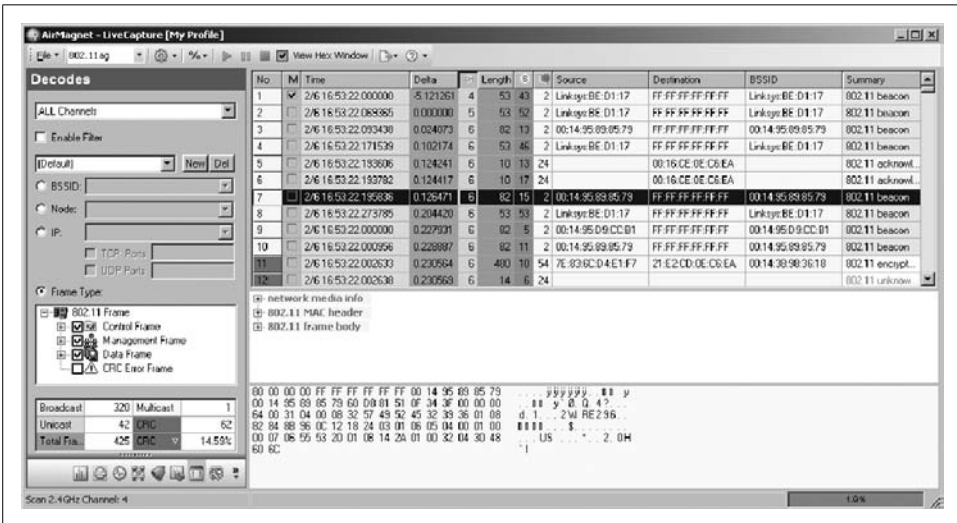 AirMagnet - LiveCapture [My Profile]
File 802.11ag View Hex Window
Decodes
ALL Channels
Enable Filter
[Default] New Del
BSSID:
Node:
IP:
TCP Ports
UDP Ports
Frame Type:
802.11 Frame
Control Frame
Management Frame
Data Frame
CRC Error Frame
Broadcast 320 Multicast 1
Unicast 42 CRC 62
Total Fra... 425 CRC 14.59%
No M Time Delta Length S Source Destination BSSID Summary
1 2/6 16:53:22.000000 -5.121261 4 53 43 2 Linksys:BE:D1:17 FF:FF:FF:FF:FF:FF Linksys:BE:D1:17 802.11 beacon
2 2/6 16:53:22.069365 0.000000 5 53 52 2 Linksys:BE:D1:17 FF:FF:FF:FF:FF:FF Linksys:BE:D1:17 802.11 beacon
3 2/6 16:53:22.093438 0.024073 6 82 13 2 00:14:95:89:85:79 FF:FF:FF:FF:FF:FF 00:14:95:89:85:79 802.11 beacon
4 2/6 16:53:22.171539 0.102174 6 53 46 2 Linksys:BE:D1:17 FF:FF:FF:FF:FF:FF Linksys:BE:D1:17 802.11 beacon
5 2/6 16:53:22.193606 0.124241 6 10 13 24 00:16:CE:0E:C6:EA 802.11 acknowl...
6 2/6 16:53:22.193782 0.124417 6 10 17 24 00:16:CE:0E:C6:EA 802.11 acknowl...
7 2/6 16:53:22.195836 0.126471 6 82 15 2 00:14:95:89:85:79 FF:FF:FF:FF:FF:FF 00:14:95:89:85:79 802.11 beacon
8 2/6 16:53:22.273785 0.204420 6 53 53 2 Linksys:BE:D1:17 FF:FF:FF:FF:FF:FF Linksys:BE:D1:17 802.11 beacon
9 2/6 16:53:22.000000 0.227931 6 82 5 2 00:14:95:D9:CC:B1 FF:FF:FF:FF:FF:FF 00:14:95:D9:CC:B1 802.11 beacon
10 2/6 16:53:22.000956 0.228887 6 82 11 2 00:14:95:89:85:79 FF:FF:FF:FF:FF:FF 00:14:95:89:85:79 802.11 beacon
11 2/6 16:53:22.002633 0.230564 6 480 10 54 7E:83:6C:D4:E1:F7 21:E2:CD:0E:C6:EA 00:14:38:98:36:18 802.11 encrypt...
12 2/6 16:53:22.002638 0.230569 6 14 6 24 802.11 unknow
network media info
802.11 MAC header
802.11 frame body
80 00 00 00 FF FF FF FF FF FF 00 14 95 89 85 79
00 14 95 89 85 79 60 D8 81 51 0F 34 3F 00 00 00
64 00 31 04 00 08 32 57 49 52 45 32 39 36 01 08
82 84 8B 96 0C 12 18 24 03 01 06 05 04 00 01 00
00 07 06 55 53 20 01 0B 14 2A 01 00 32 04 30 48
60 6C
d.1...2WIRE296..
Scan 2.4GHz Channel: 4 1.0%